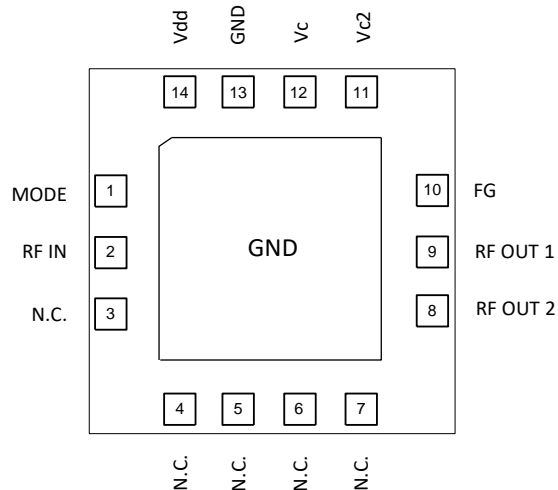 Vdd GND Vc Vc2
14 13 12 11
MODE 1 10 FG
RF IN 2 GND 9 RF OUT 1
N.C. 3 8 RF OUT 2
4 5 6 7
N.C. N.C. N.C. N.C.